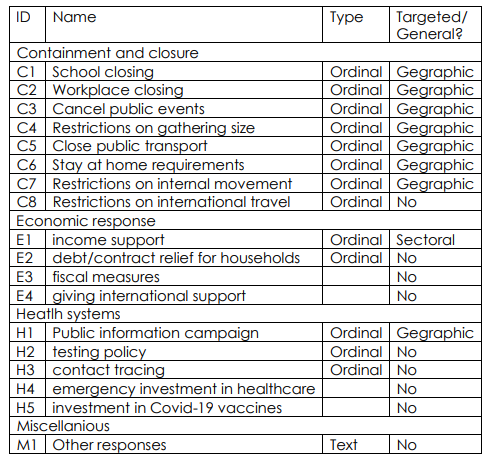 ID Name Type Targeted/
General?
Containment and closure
C1 School closing Ordinal Gegraphic
C2 Workplace closing Ordinal Gegraphic
C3 Cancel public events Ordinal Gegraphic
C4 Restrictions on gathering size Ordinal Gegraphic
C5 Close public transport Ordinal Gegraphic
C6 Stay at home requirements Ordinal Gegraphic
C7 Restrictions on internal movement Ordinal Gegraphic
C8 Restrictions on international travel Ordinal No
Economic response
E1 income support Ordinal Sectoral
E2 debt/contract relief for households Ordinal No
E3 fiscal measures No
E4 giving international support No
Heatlh systems
H1 Public information campaign Ordinal Gegraphic
H2 testing policy Ordinal No
H3 contact tracing Ordinal No
H4 emergency investment in healthcare No
H5 investment in Covid-19 vaccines No
Miscellanious
M1 Other responses Text No